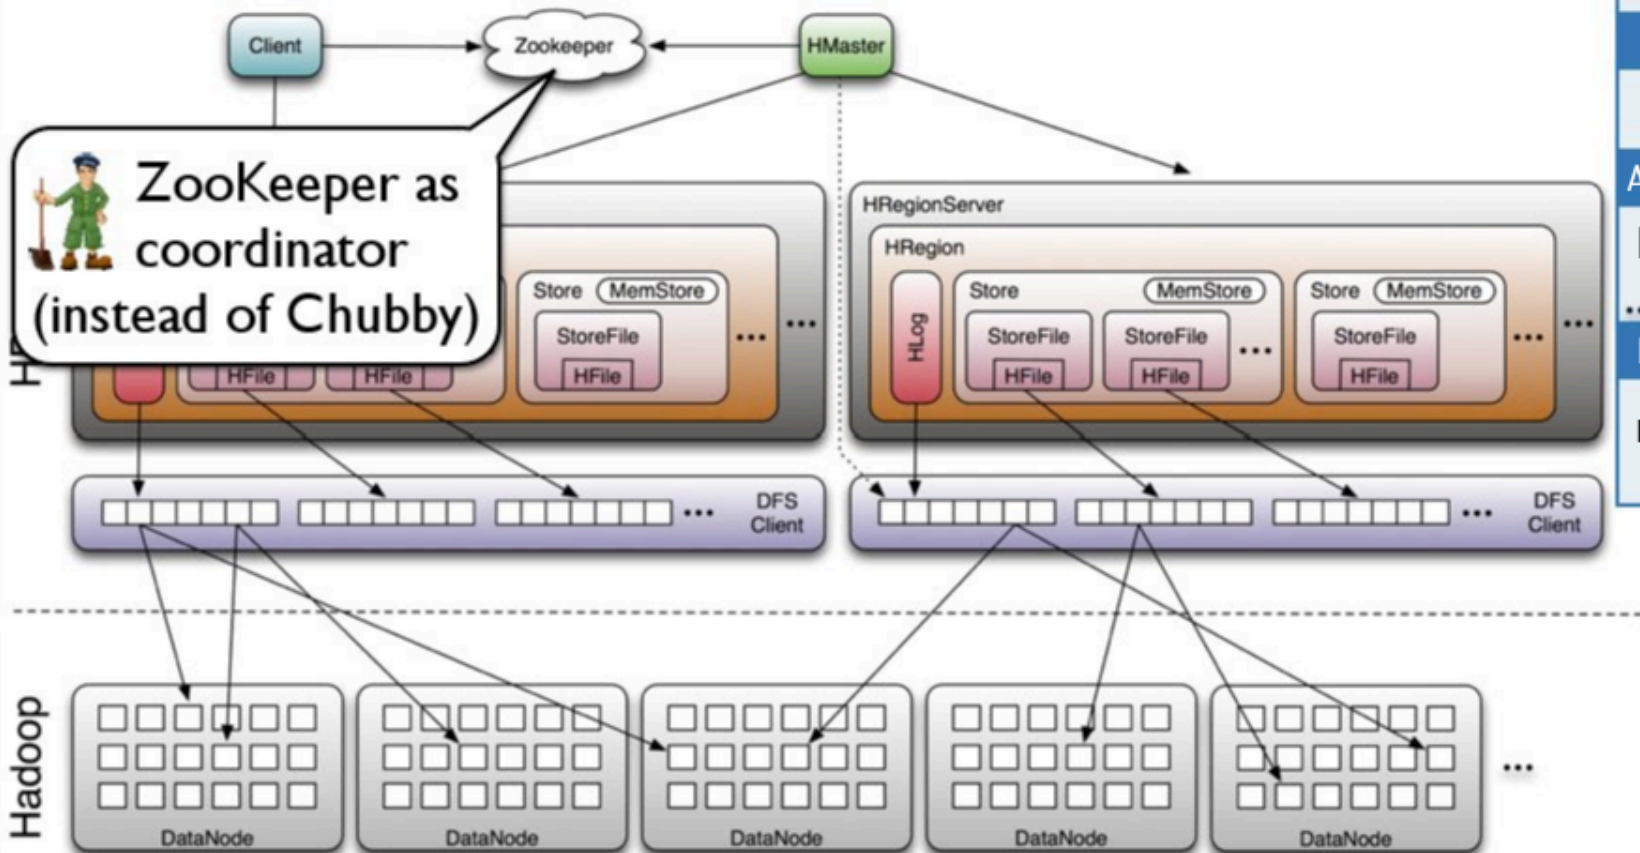 Client
Zookeeper
HMaster
ZooKeeper as
coordinator
(instead of Chubby)
Store MemStore
StoreFile
HFile
HFile
HFile
...
...
HRegionServer
HRegion
HLog
Store MemStore
StoreFile
HFile
StoreFile
HFile
...
Store MemStore
StoreFile
HFile
...
...
...
DFS
Client
...
DFS
Client
Hadoop
DataNode
DataNode
DataNode
DataNode
DataNode
...